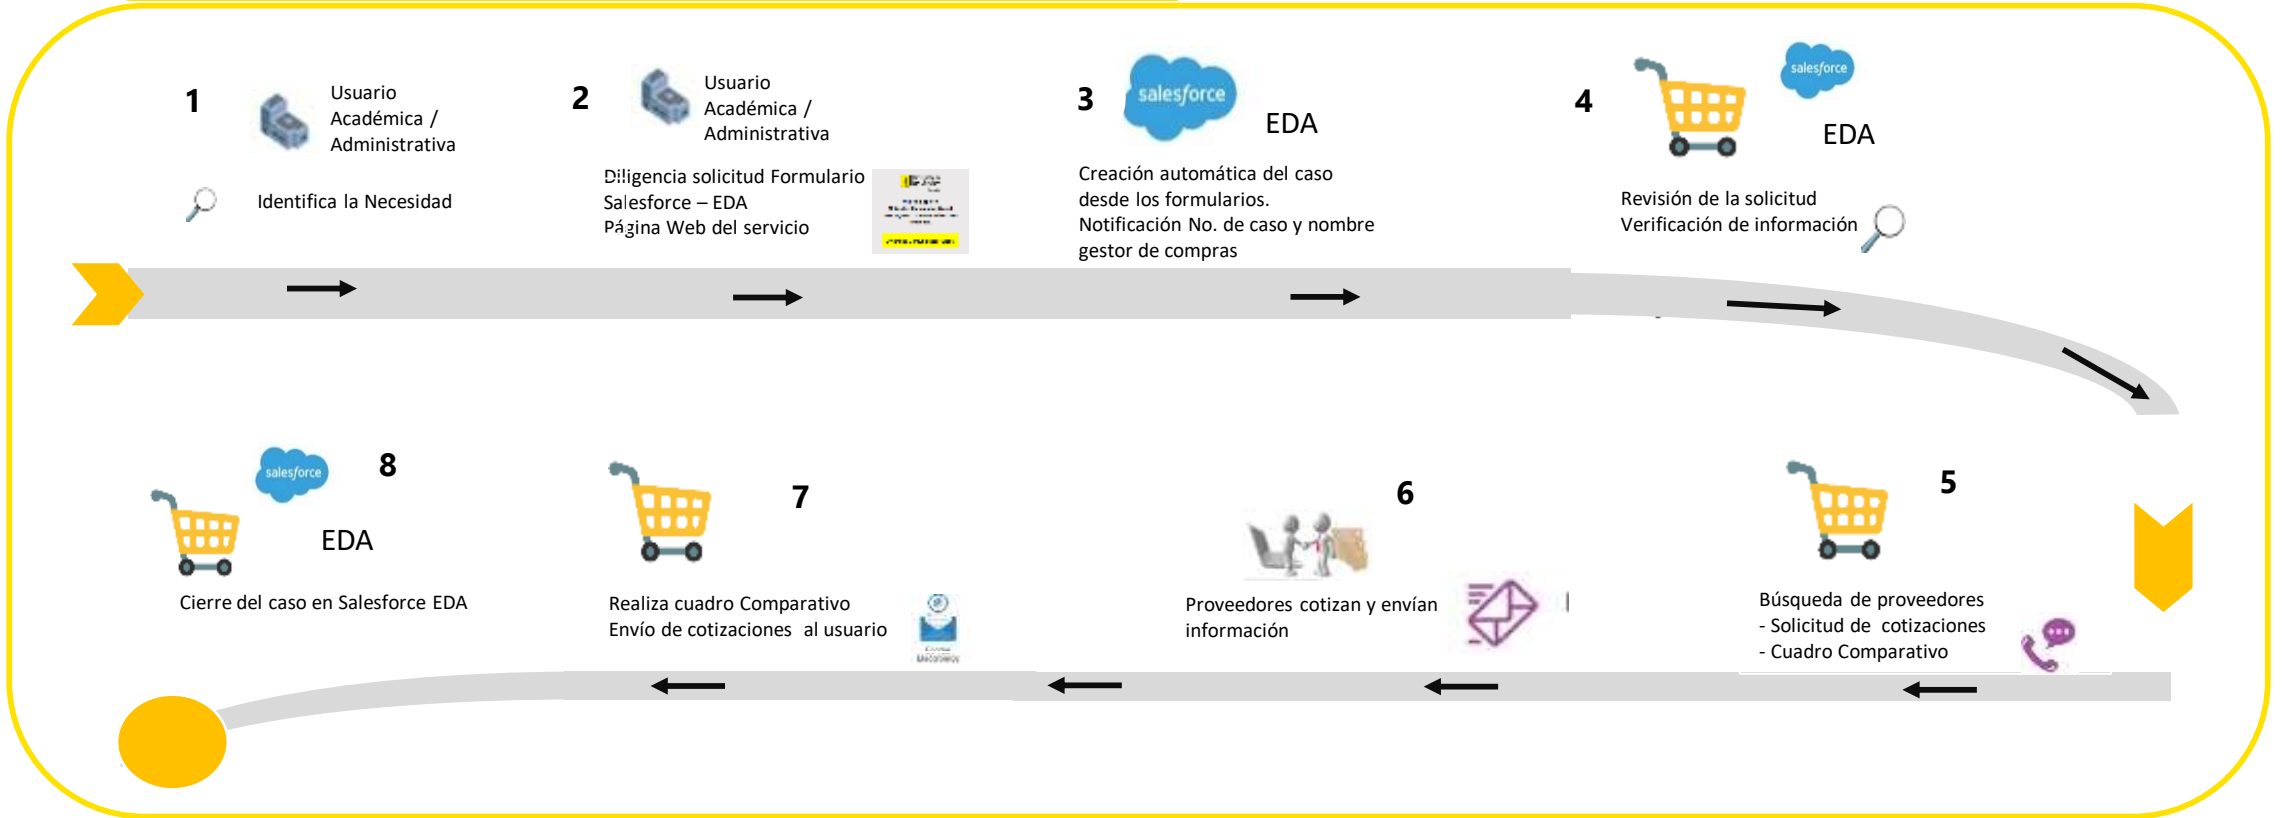 1
Usuario
Académica /
Administrativa
Identifica la Necesidad
2
Usuario
Académica /
Administrativa
Diligencia solicitud Formulario
Salesforce – EDA
Página Web del servicio
3
salesforce
EDA
Creación automática del caso
desde los formularios.
Notificación No. de caso y nombre
gestor de compras
4
salesforce
EDA
Revisión de la solicitud
Verificación de información
5
Búsqueda de proveedores
- Solicitud de cotizaciones
- Cuadro Comparativo
6
Proveedores cotizan y envían
información
7
Realiza cuadro Comparativo
Envío de cotizaciones al usuario
8
salesforce
EDA
Cierre del caso en Salesforce EDA